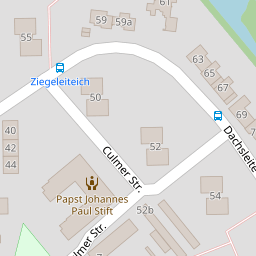 59
59a
55
63
61
65
67
69
Ziegeleiteich
50
40
42
44
52
Dachsleite
Culmer Str.
Papst Johannes
Paul Stift
54
52b
ulmer Str.